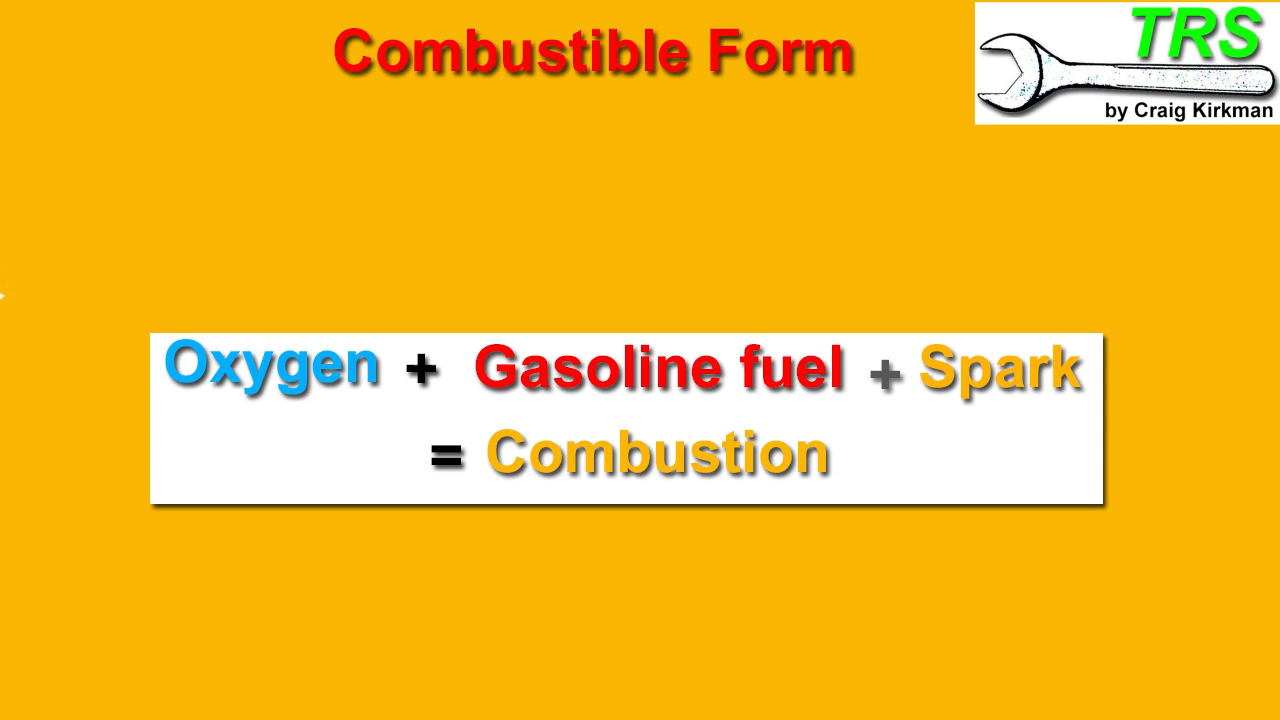 Combustible Form
TRS
by Craig Kirkman
Oxygen + Gasoline fuel + Spark
= Combustion